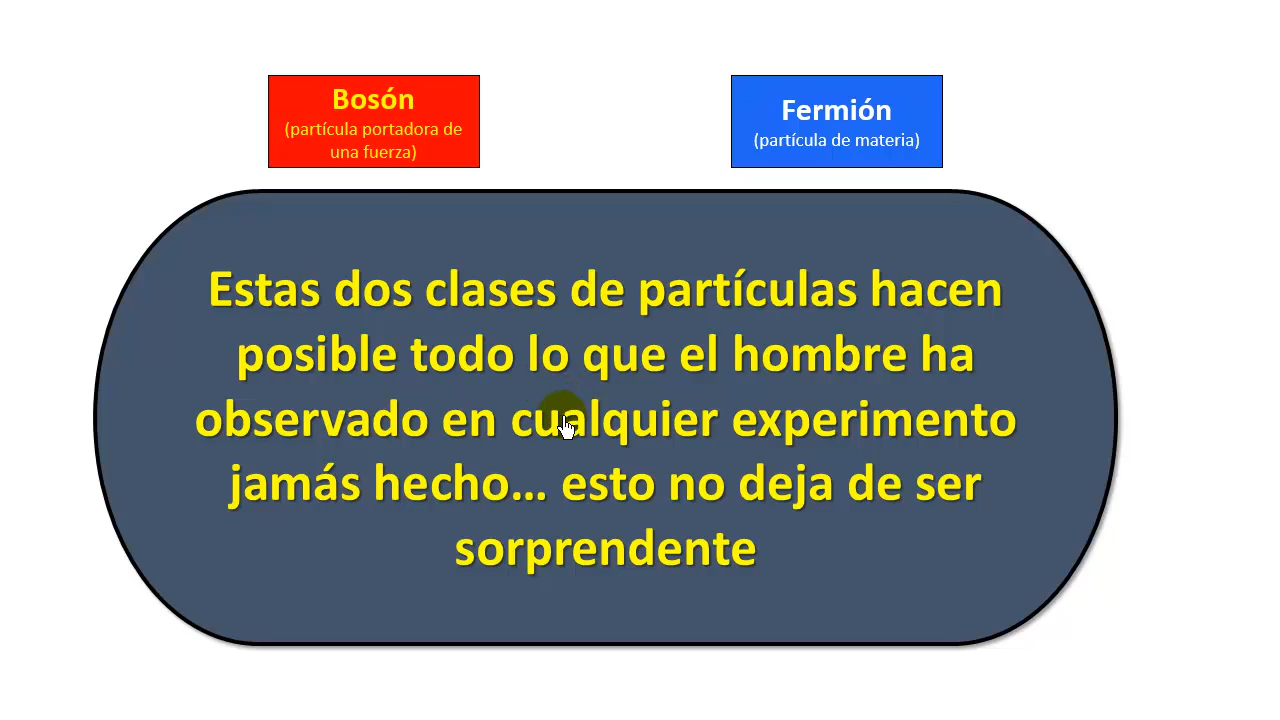 Bosón
(partícula portadora de
una fuerza)
Fermión
(partícula de materia)
Estas dos clases de partículas hacen
posible todo lo que el hombre ha
observado en cualquier experimento
jamás hecho... esto no deja de ser
sorprendente